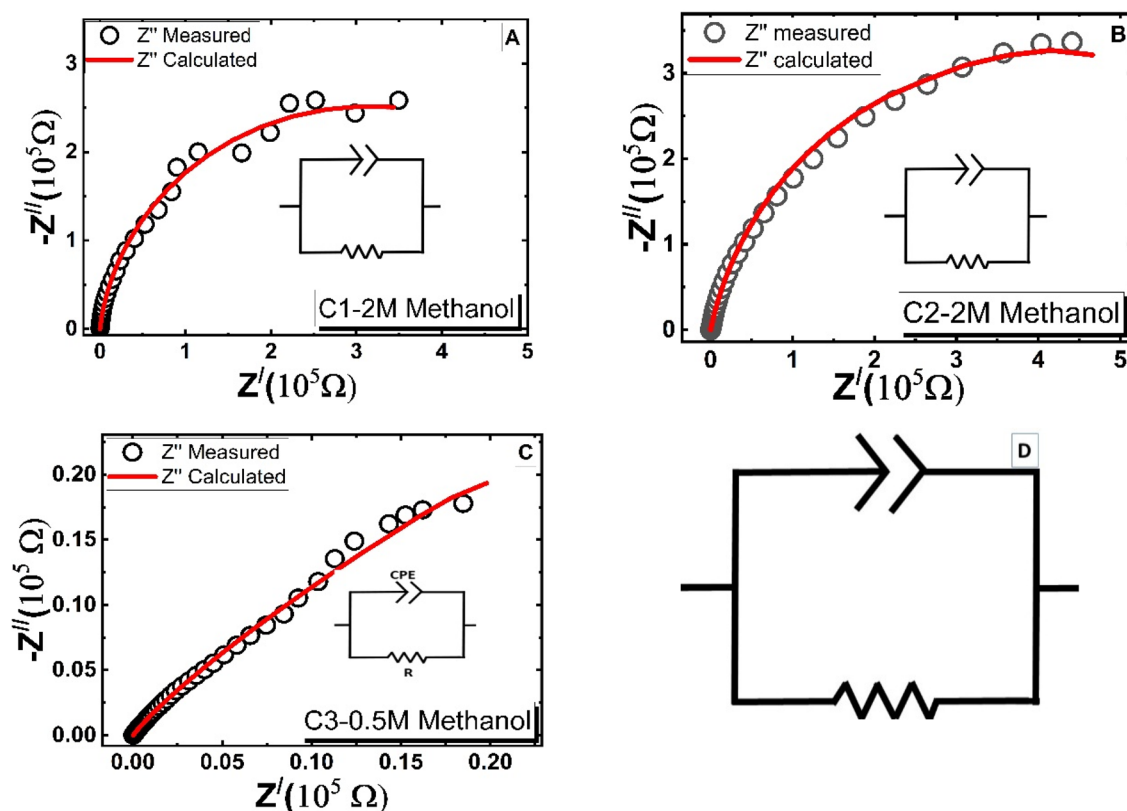 A
Z'' Measured
Z'' Calculated
3
2
1
0
-Z//(10⁵Ω)
C1-2M Methanol
0 1 2 3 4 5
Z/(10⁵Ω)
B
Z'' measured
Z'' calculated
3
2
1
0
-Z//(10⁵Ω)
C2-2M Methanol
0 1 2 3 4 5
Z/(10⁵Ω)
C
Z'' Measured
Z'' Calculated
0.20
0.15
0.10
0.05
0.00
-Z//(10⁵ Ω)
CPE
R
C3-0.5M Methanol
0.00 0.05 0.10 0.15 0.20
Z/(10⁵ Ω)
D